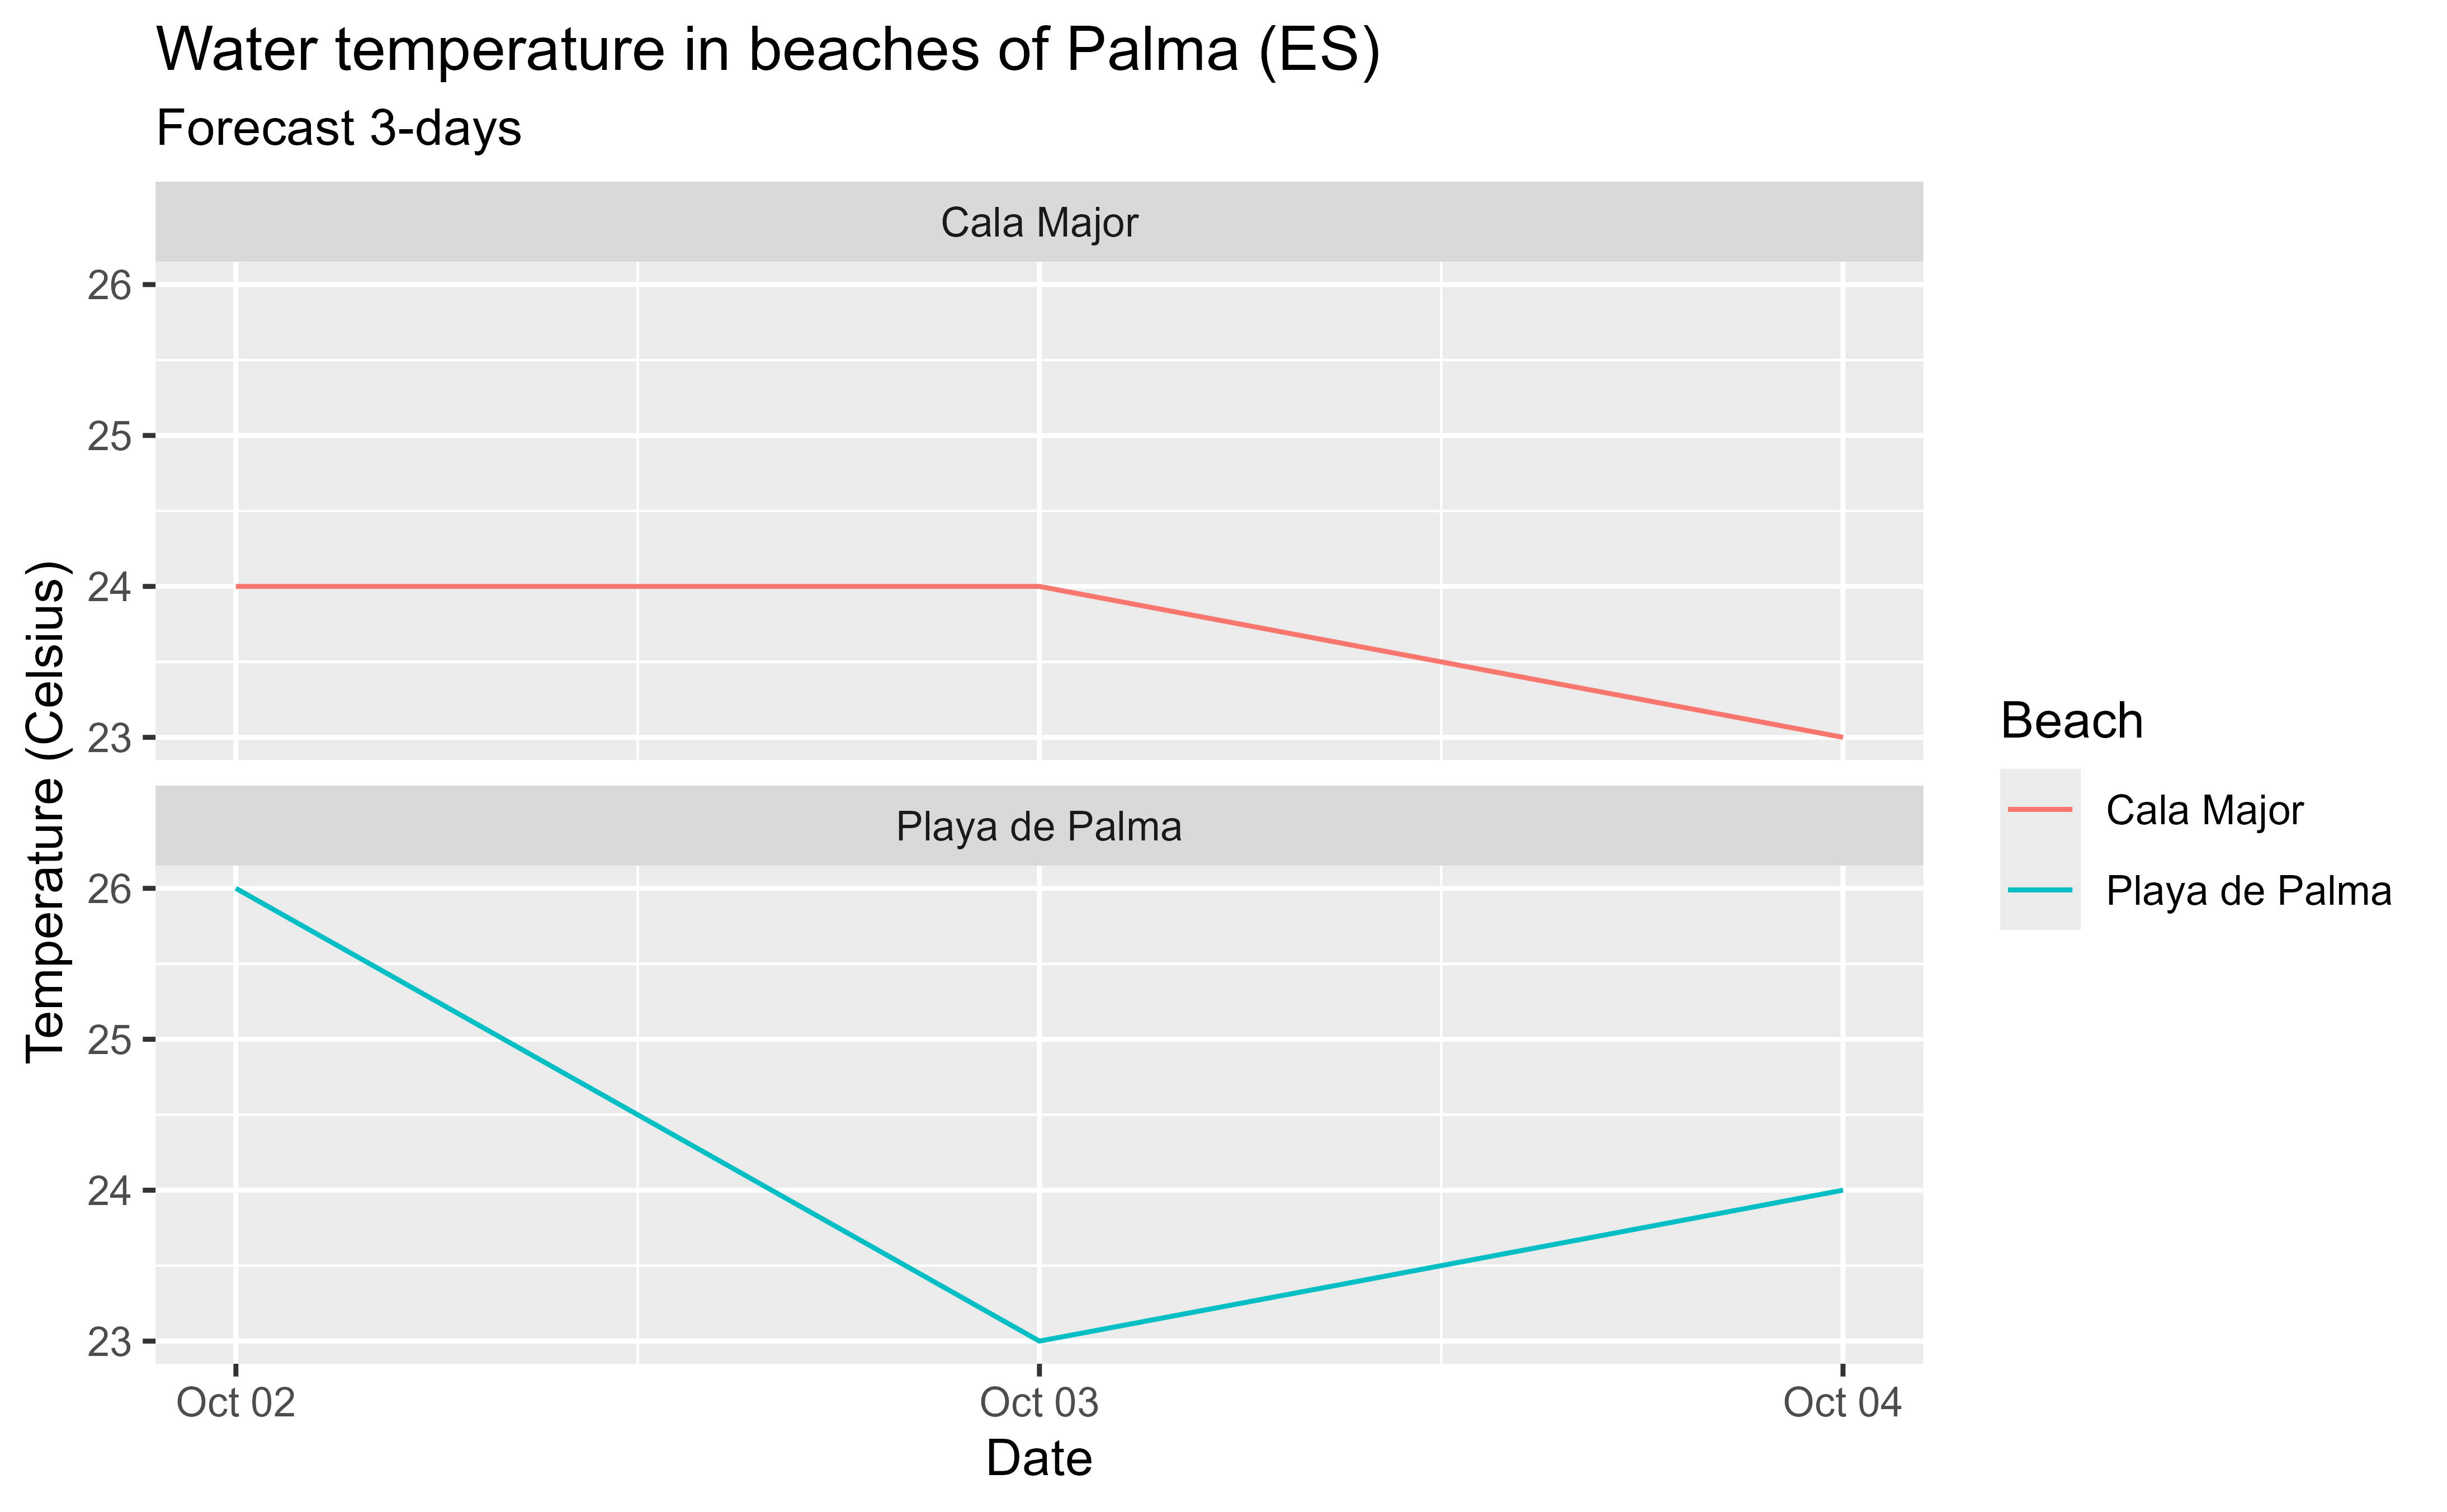 Water temperature in beaches of Palma (ES)
Forecast 3-days
Cala Major
26
25
24
23
Playa de Palma
26
25
24
23
Temperature (Celsius)
Oct 02
Oct 03
Oct 04
Date
Beach
Cala Major
Playa de Palma